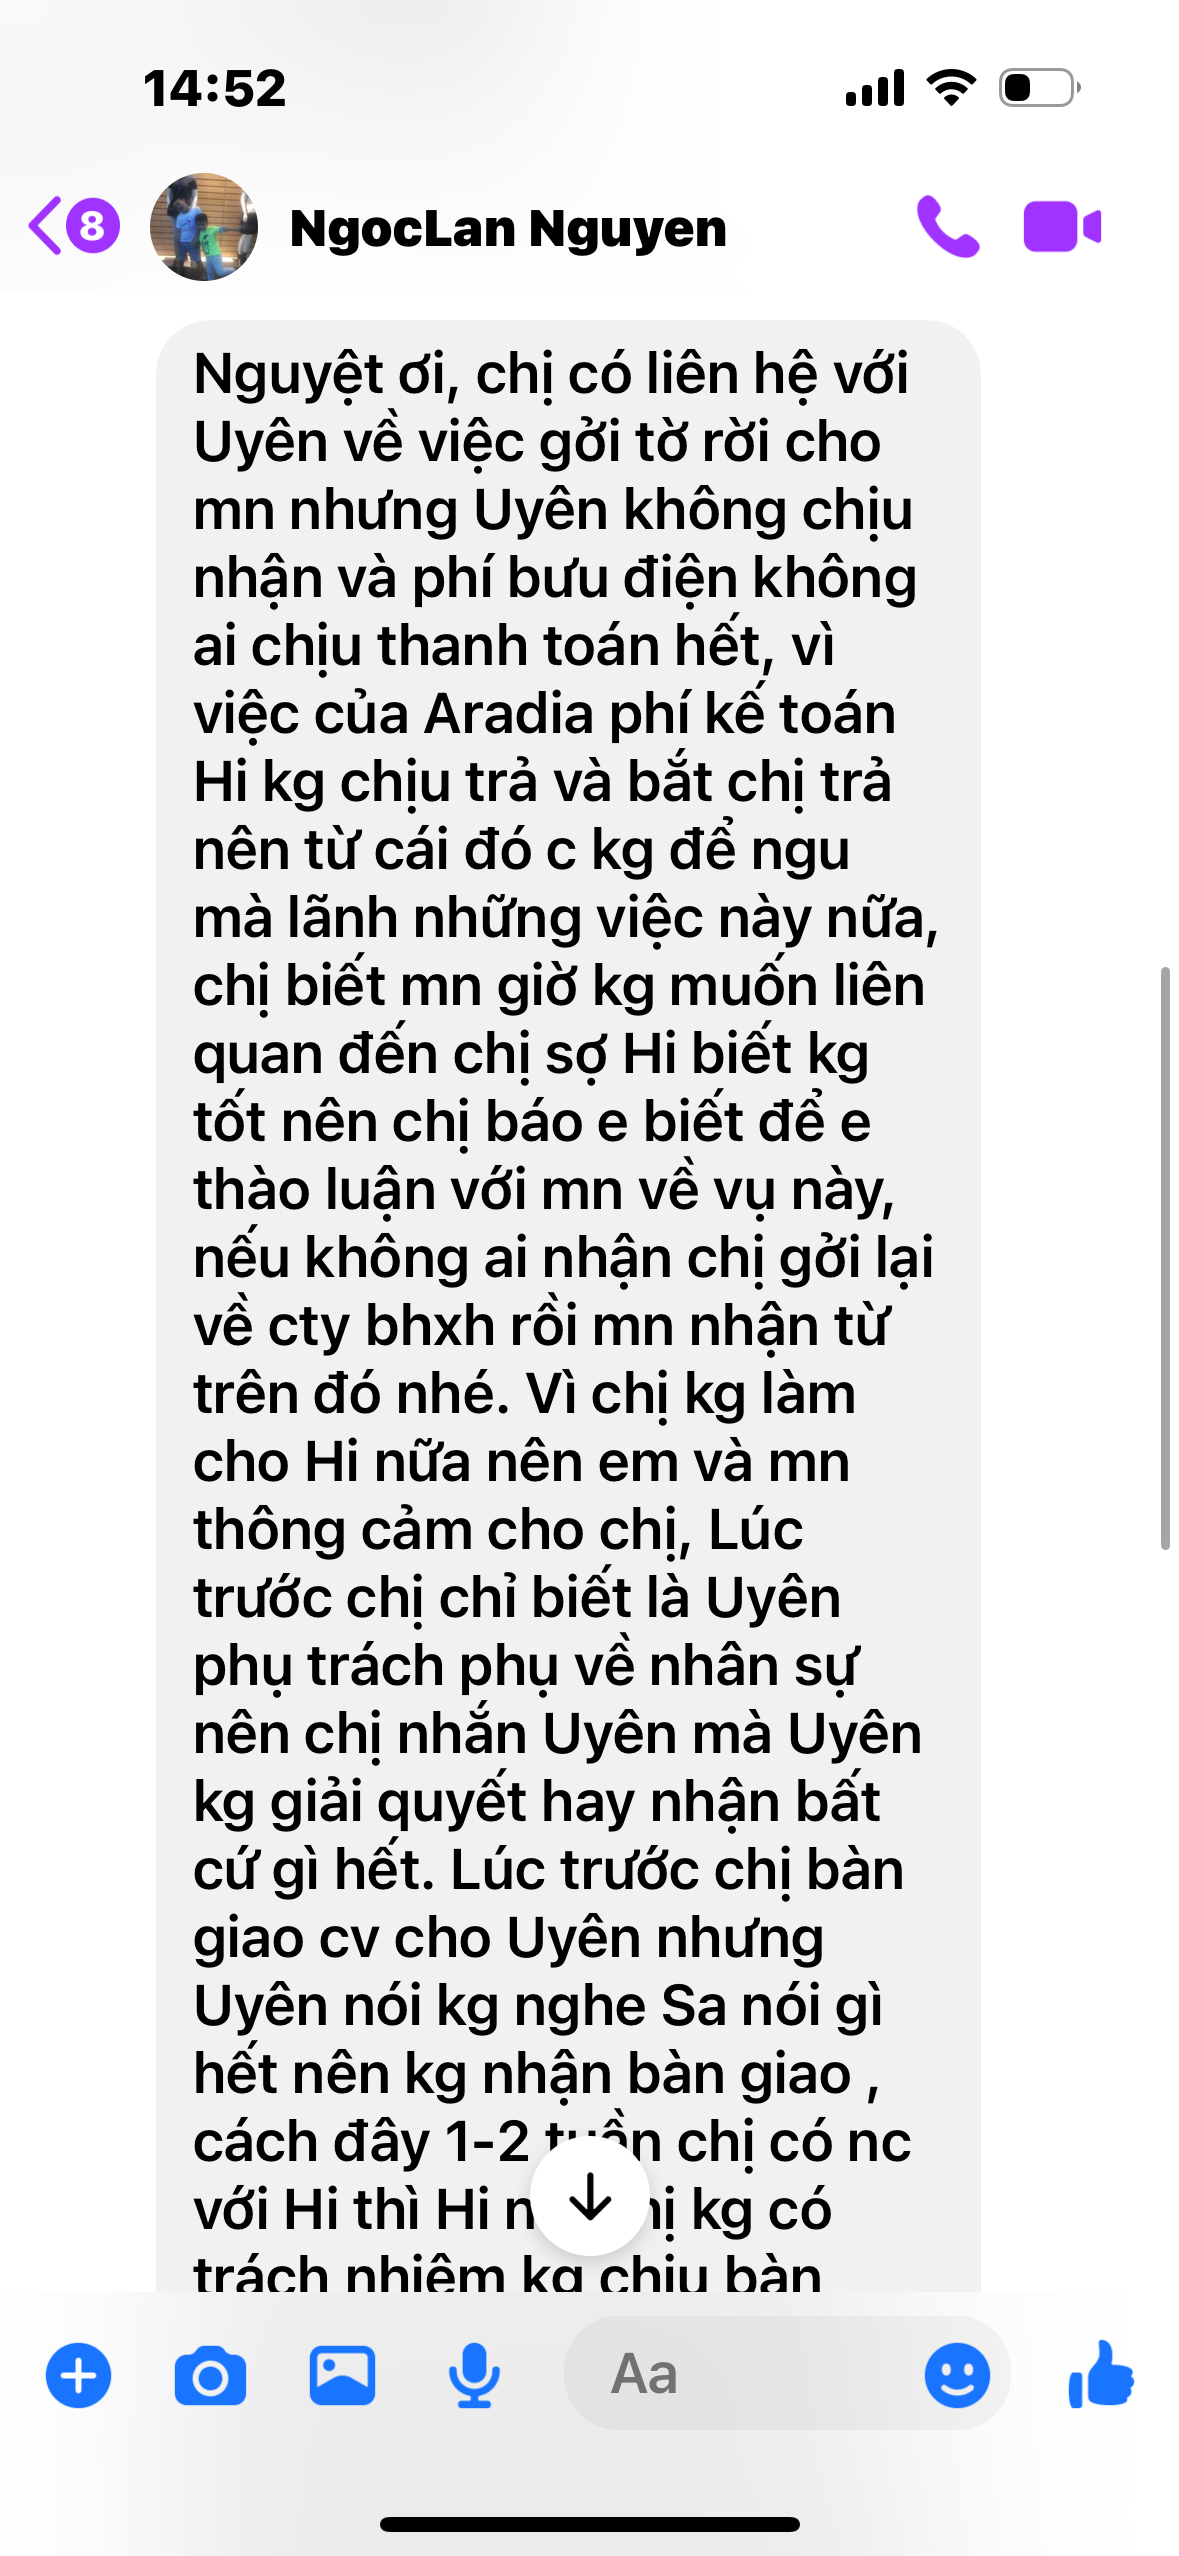 14:52
8
NgocLan Nguyen
Nguyệt ơi, chị có liên hệ với
Uyên về việc gởi tờ rời cho
mn nhưng Uyên không chịu
nhận và phí bưu điện không
ai chịu thanh toán hết, vì
việc của Aradia phí kế toán
Hi kg chịu trả và bắt chị trả
nên từ cái đó c kg để ngu
mà lãnh những việc này nữa,
chị biết mn giờ kg muốn liên
quan đến chị sợ Hi biết kg
tốt nên chị báo e biết để e
thào luận với mn về vụ này,
nếu không ai nhận chị gởi lại
về cty bhxh rồi mn nhận từ
trên đó nhé. Vì chị kg làm
cho Hi nữa nên em và mn
thông cảm cho chị, Lúc
trước chị chỉ biết là Uyên
phụ trách phụ về nhân sự
nên chị nhắn Uyên mà Uyên
kg giải quyết hay nhận bất
cứ gì hết. Lúc trước chị bàn
giao cv cho Uyên nhưng
Uyên nói kg nghe Sa nói gì
hết nên kg nhận bàn giao ,
cách đây 1-2 tuần chị có nc
với Hi thì Hi kg có
trách nhiệm kg chịu bàn
Aa